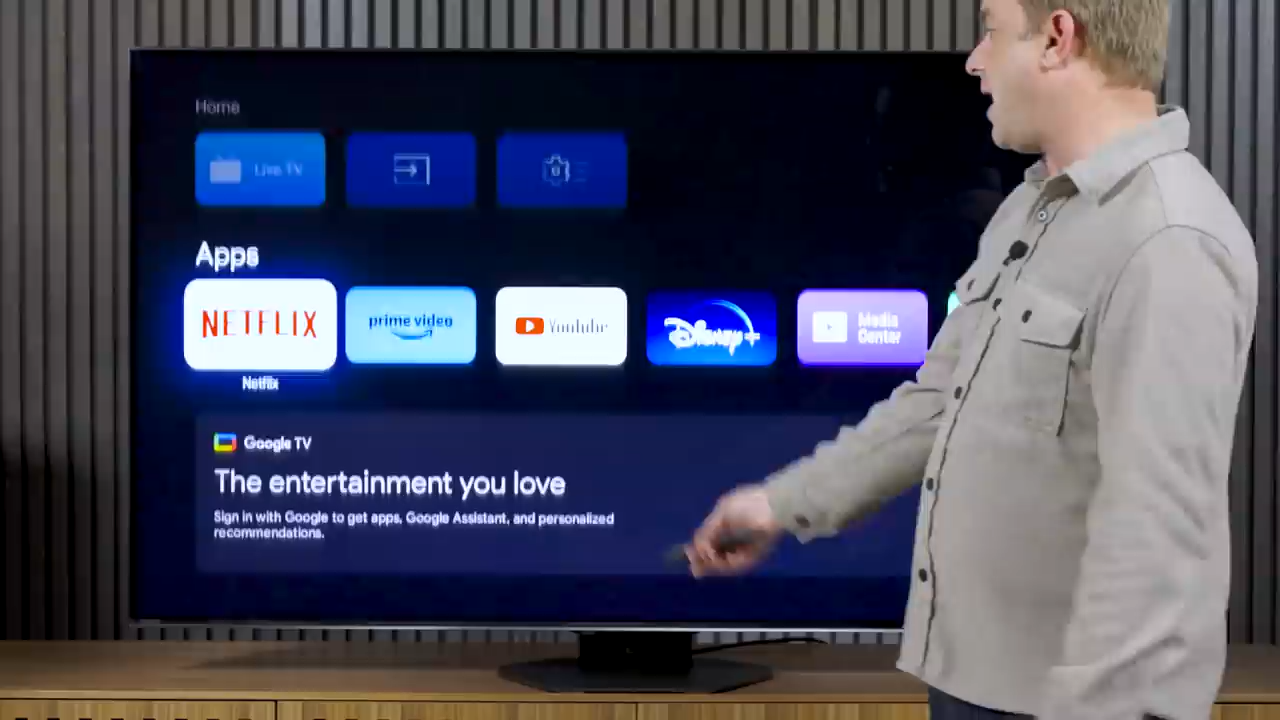 Home
Live TV
Apps
NETFLIX
prime video
YouTube
Disney+
Media
Center
Netflix
Google TV
The entertainment you love
Sign in with Google to get apps, Google Assistant, and personalized
recommendations.